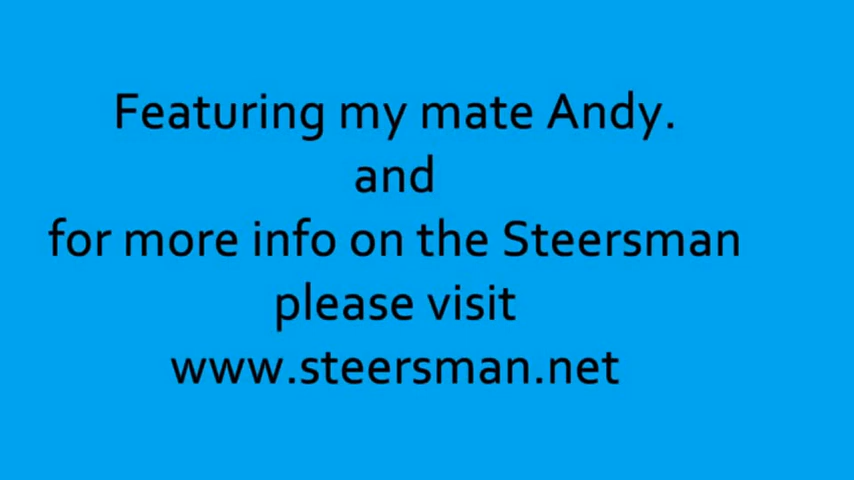 Featuring my mate Andy.
and
for more info on the Steersman
please visit
www.steersman.net